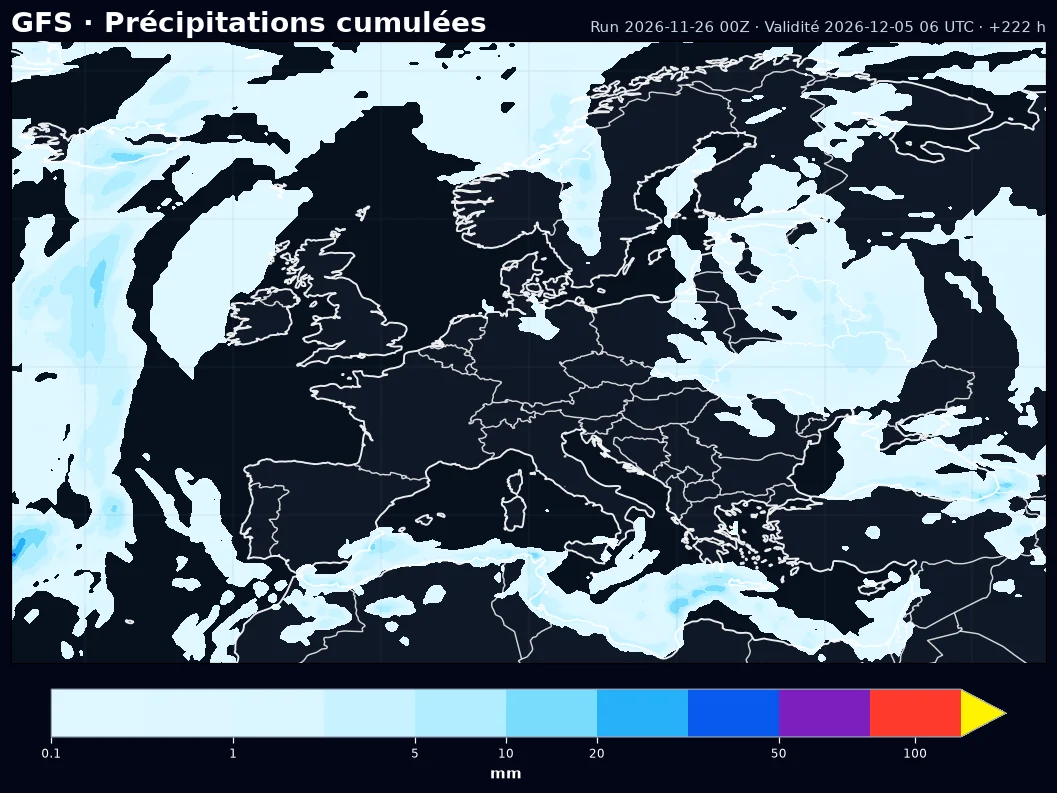 GFS · Précipitations cumulées
Run 2026-11-26 00Z · Validité 2026-12-05 06 UTC · +222 h
0.1 1 5 10 20 50 100
mm